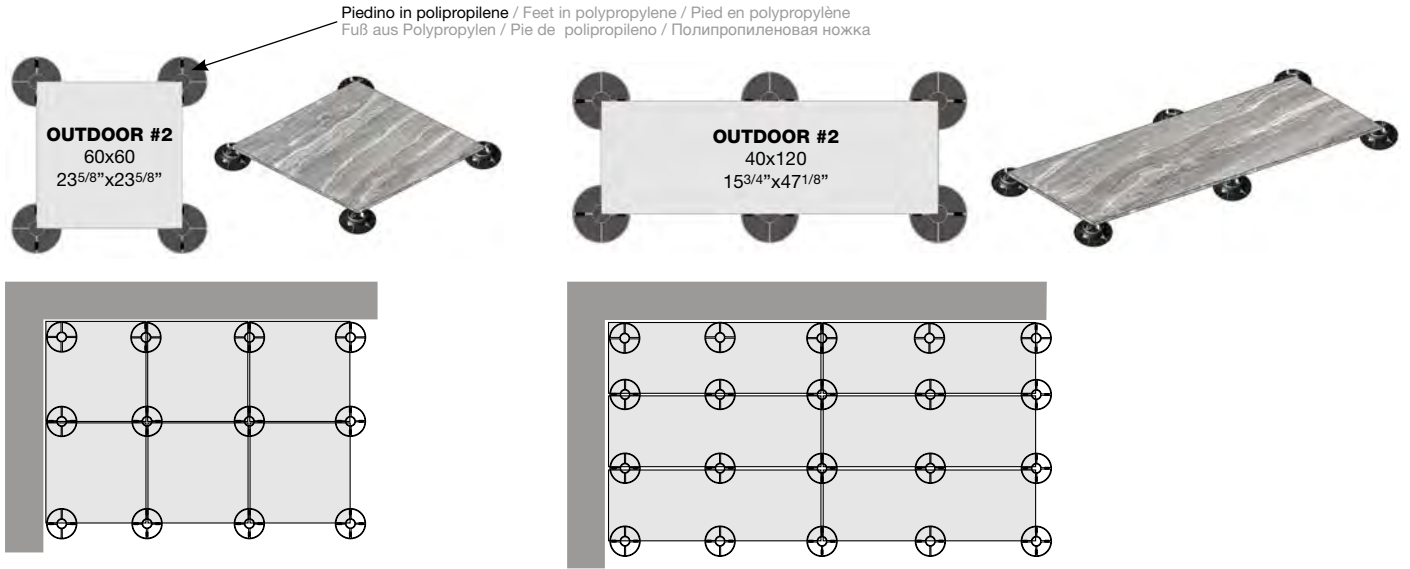 Piedino in polipropilene / Feet in polypropylene / Pied en polypropylène
Fuß aus Polypropylen / Pie de polipropileno / Полипропиленовая ножка
OUTDOOR #2
60x60
23⁵/⁸”x23⁵/⁸”
OUTDOOR #2
40x120
15³/⁴”x47¹/⁸”